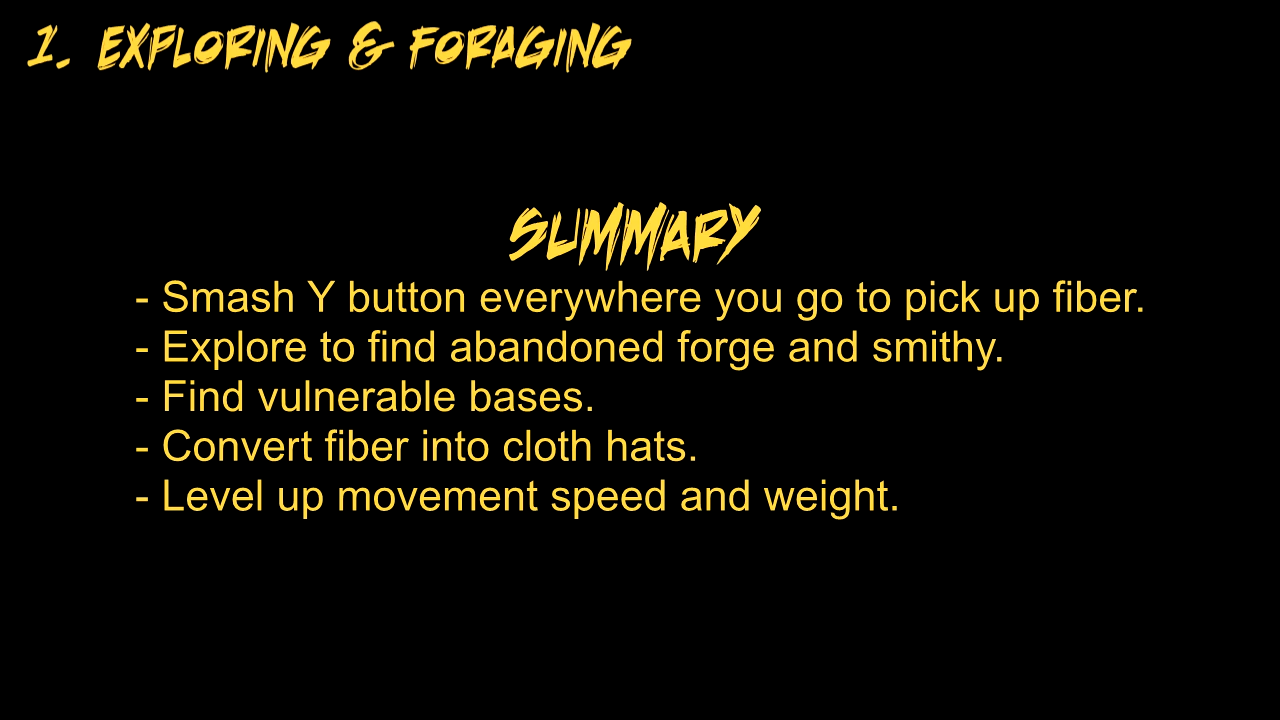 1. EXPLORING & FORAGING
SUMMARY
- Smash Y button everywhere you go to pick up fiber.
- Explore to find abandoned forge and smithy.
- Find vulnerable bases.
- Convert fiber into cloth hats.
- Level up movement speed and weight.